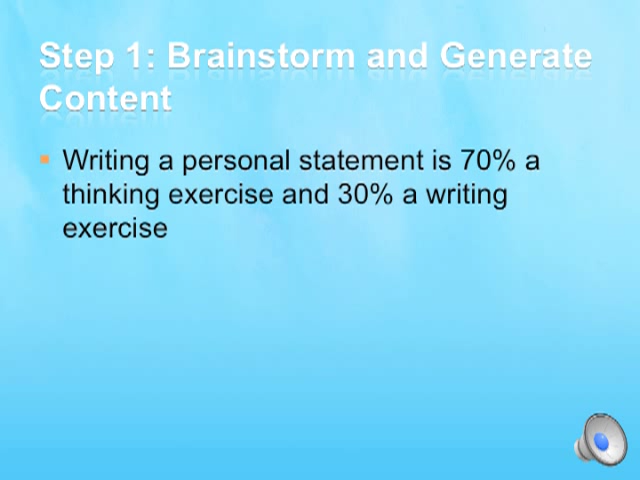 Step 1: Brainstorm and Generate
Content
Writing a personal statement is 70% a
thinking exercise and 30% a writing
exercise